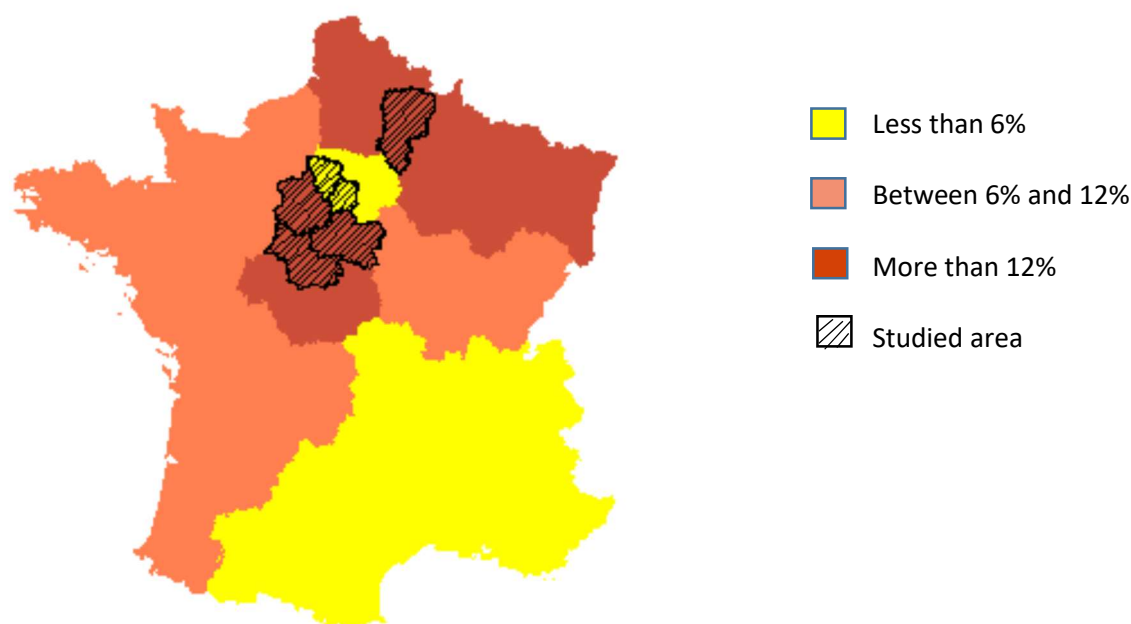 Less than 6%
Between 6% and 12%
More than 12%
Studied area